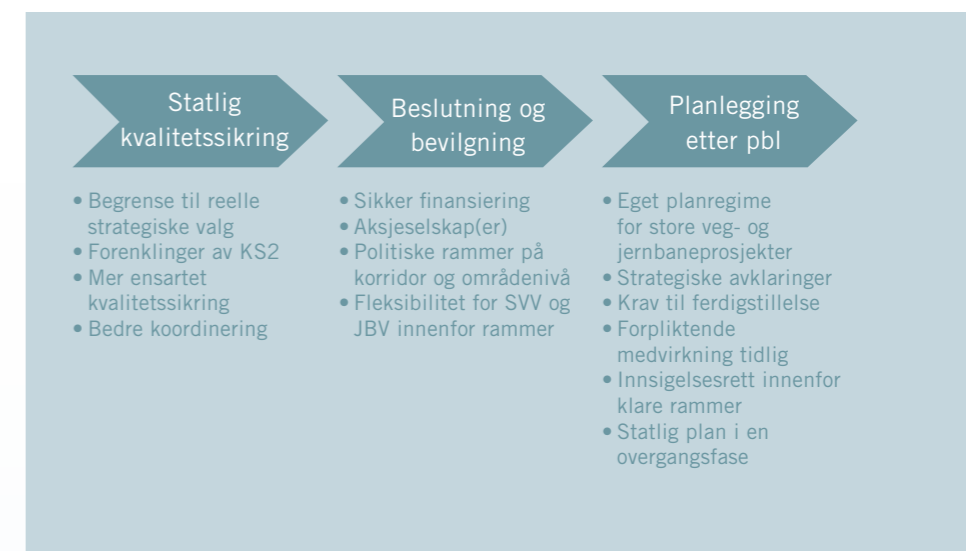 Statlig
kvalitetssikring
• Begrense til reelle
strategiske valg
• Forenklinger av KS2
• Mer ensartet
kvalitetssikring
• Bedre koordinering
Beslutning og
bevilgning
• Sikker finansiering
• Aksjeselskap(er)
• Politiske rammer på
korridor og områdenivå
• Fleksibilitet for SVV og
JBV innenfor rammer
Planlegging
etter pbl
• Eget planregime
for store veg- og
jernbaneprosjekter
• Strategiske avklaringer
• Krav til ferdigstillelse
• Forpliktende
medvirkning tidlig
• Innsigelsesrett innenfor
klare rammer
• Statlig plan i en
overgangsfase